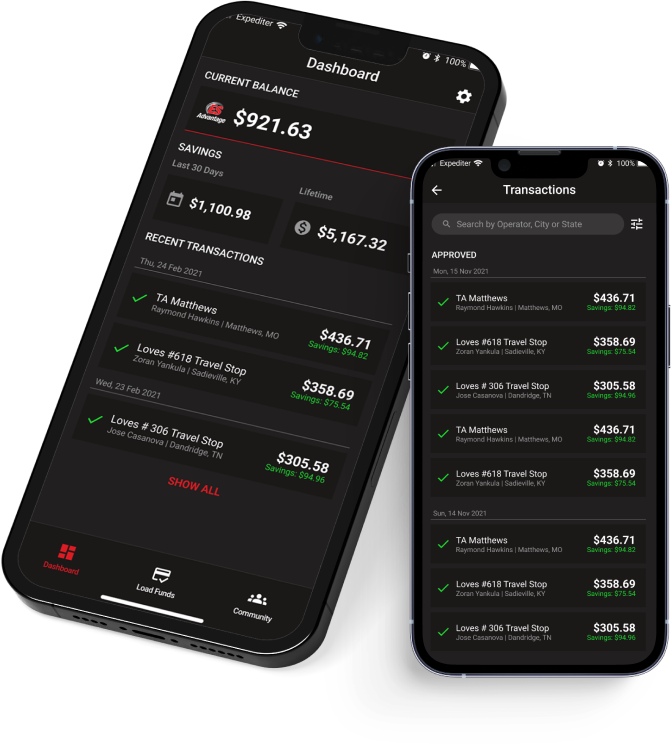 Expediter
100%
Dashboard
CURRENT BALANCE
ES
Advantage
$921.63
SAVINGS
Last 30 Days
Lifetime
$1,100.98
$5,167.32
RECENT TRANSACTIONS
Thu, 24 Feb 2021
TA Matthews
$436.71
Raymond Hawkins | Matthews, MO
Savings: $94.82
Loves #618 Travel Stop
$358.69
Zoran Yankula | Sadieville, KY
Savings: $75.54
Wed, 23 Feb 2021
Loves # 306 Travel Stop
$305.58
Jose Casanova | Dandridge, TN
Savings: $94.96
SHOW ALL
Dashboard
Load Funds
Community
Expediter
100%
Transactions
Search by Operator, City or State
APPROVED
Mon, 15 Nov 2021
TA Matthews
$436.71
Raymond Hawkins | Matthews, MO
Savings: $94.82
Loves #618 Travel Stop
$358.69
Zoran Yankula | Sadieville, KY
Savings: $75.54
Loves # 306 Travel Stop
$305.58
Jose Casanova | Dandridge, TN
Savings: $94.96
TA Matthews
$436.71
Raymond Hawkins | Matthews, MO
Savings: $94.82
Loves #618 Travel Stop
$358.69
Zoran Yankula | Sadieville, KY
Savings: $75.54
Sun, 14 Nov 2021
TA Matthews
$436.71
Raymond Hawkins | Matthews, MO
Savings: $94.82
Loves #618 Travel Stop
$358.69
Zoran Yankula | Sadieville, KY
Savings: $75.54
Loves # 306 Travel Stop
$305.58
Jose Casanova | Dandridge, TN
Savings: $94.96